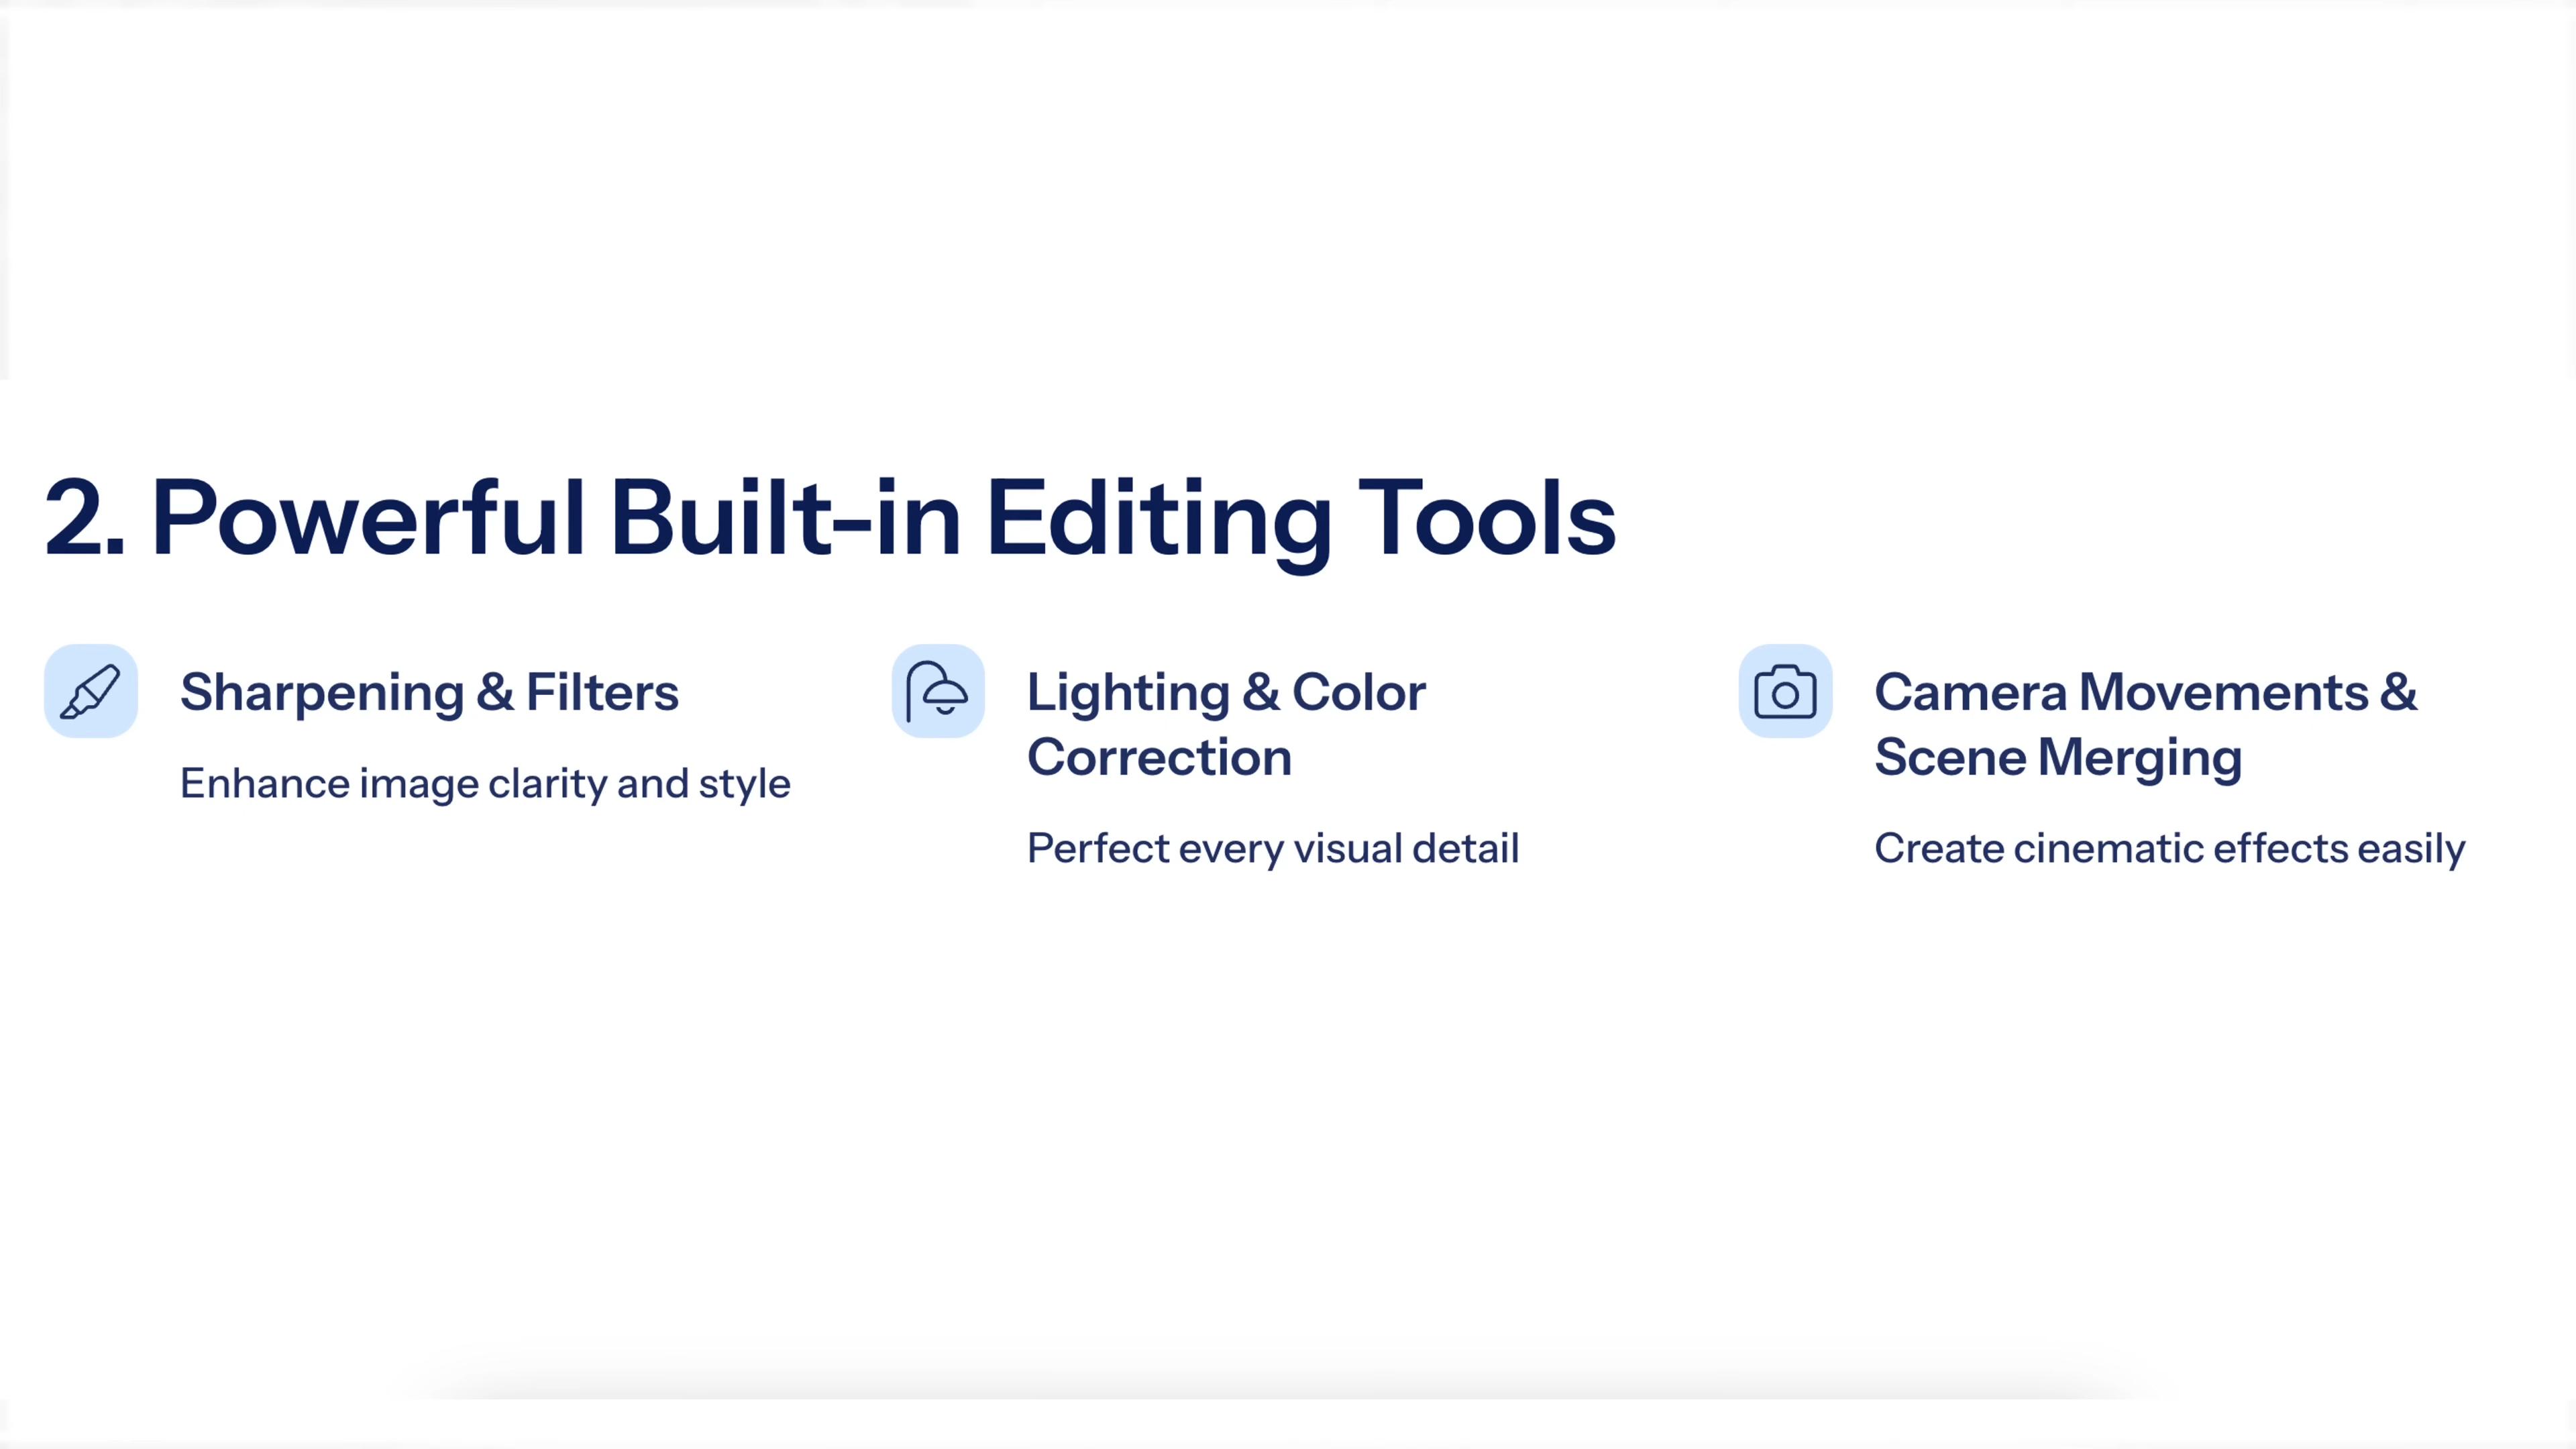 2. Powerful Built-in Editing Tools
Sharpening & Filters
Enhance image clarity and style
Lighting & Color
Correction
Perfect every visual detail
Camera Movements &
Scene Merging
Create cinematic effects easily